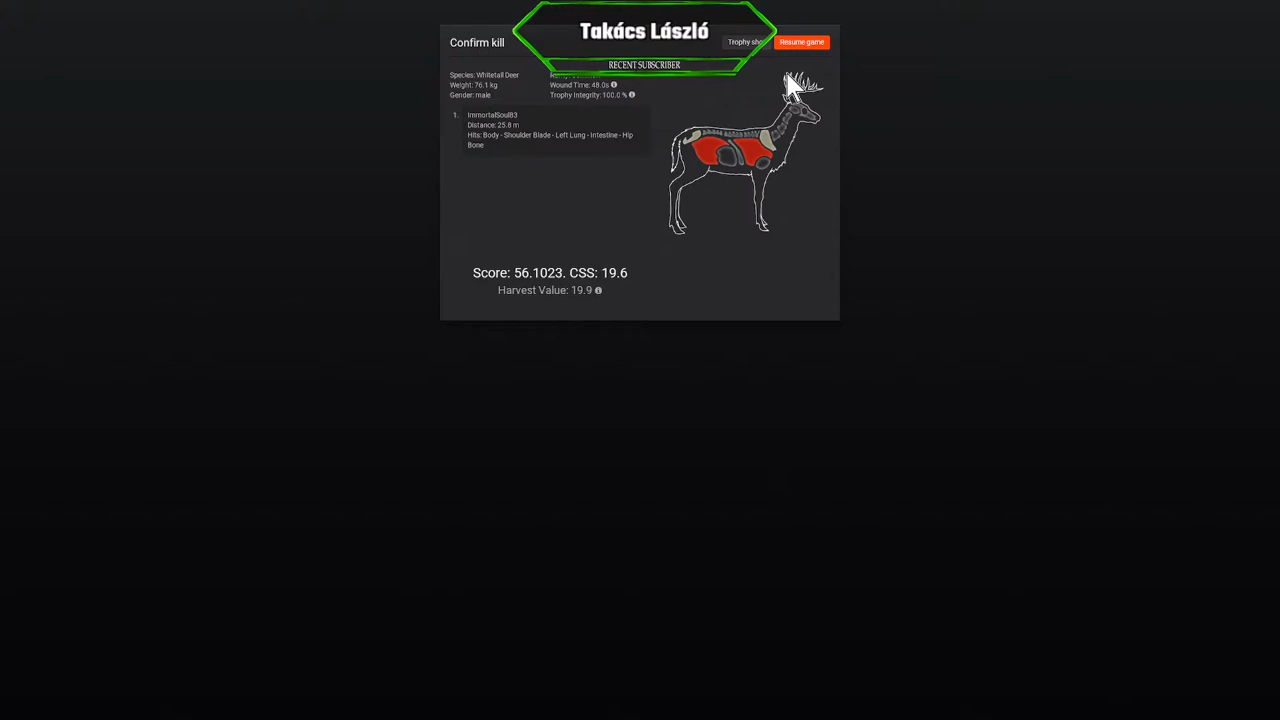 Takács László
RECENT SUBSCRIBER
Confirm kill
Resume game
Species: Whitetail Deer
Weight: 76.1 kg
Gender: male
Wound Time: 48.0s
Trophy Integrity: 100.0 %
1.
ImmortalSoul83
Distance: 25.8 m
Hits: Body - Shoulder Blade - Left Lung - Intestine - Hip
Bone
Score: 56.1023. CSS: 19.6
Harvest Value: 19.9